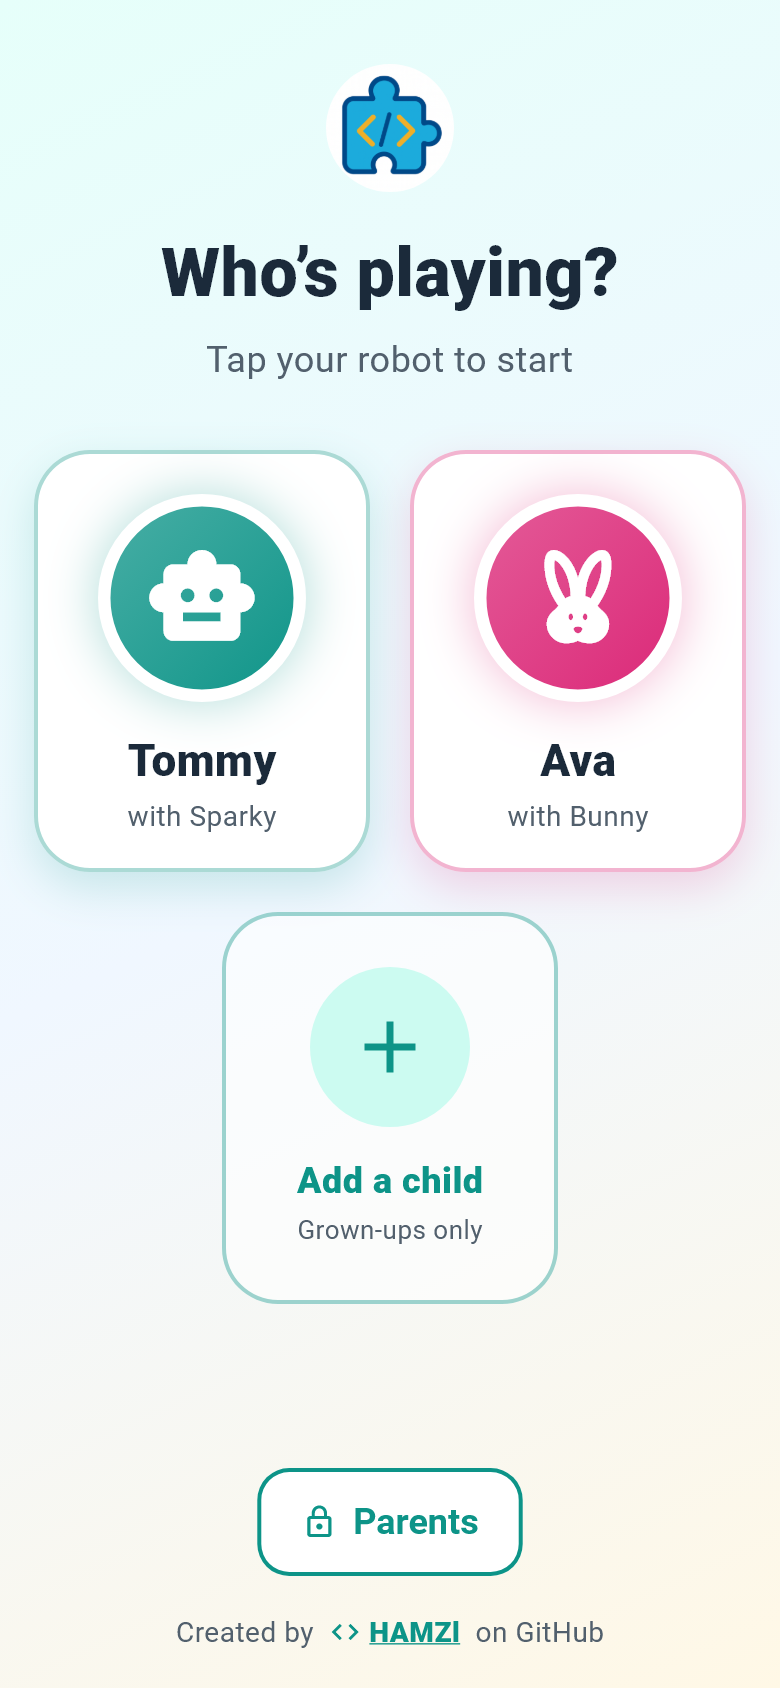 Who’s playing?
Tap your robot to start
Tommy
with Sparky
Ava
with Bunny
Add a child
Grown-ups only
Parents
Created by <> HAMZI on GitHub